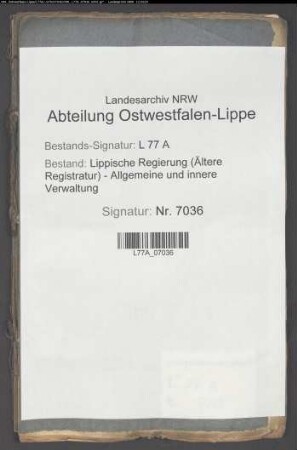 Landesarchiv NRW
Abteilung Ostwestfalen-Lippe
Bestands-Signatur: L 77 A
Bestand: Lippische Regierung (Ältere
Registratur) - Allgemeine und innere
Verwaltung
Signatur: Nr. 7036
L77A_07036